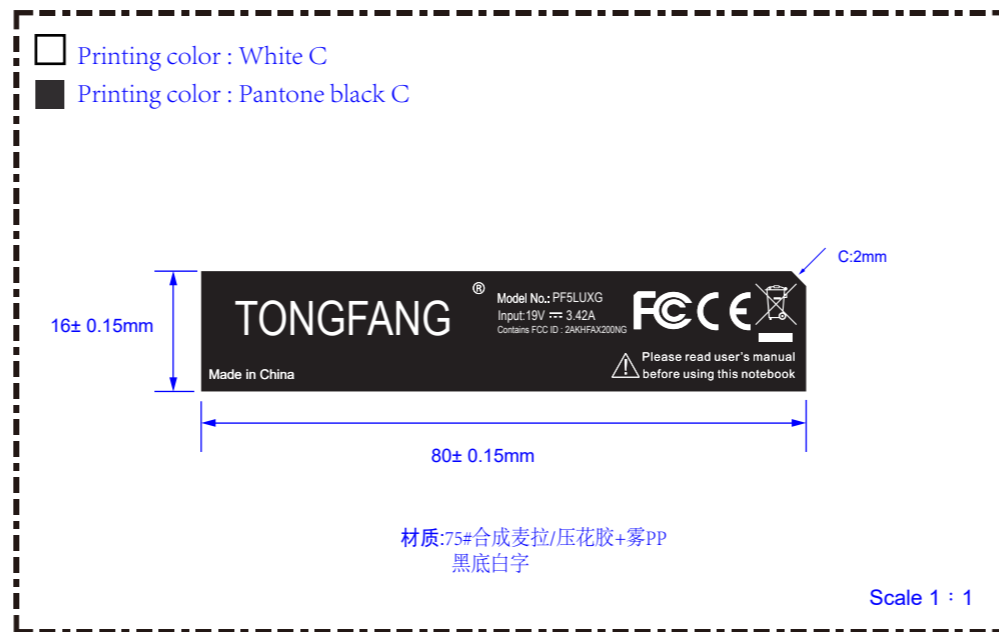 Printing color : White C
Printing color : Pantone black C
C:2mm
16± 0.15mm
TONGFANG ®
Model No.: PF5LUXG
Input:19V ⎓ 3.42A
Contains FCC ID : 2AKHFAX200NG
FC CE
Please read user's manual
before using this notebook
Made in China
80± 0.15mm
材质:75#合成麦拉/压花胶+雾PP
黑底白字
Scale 1：1